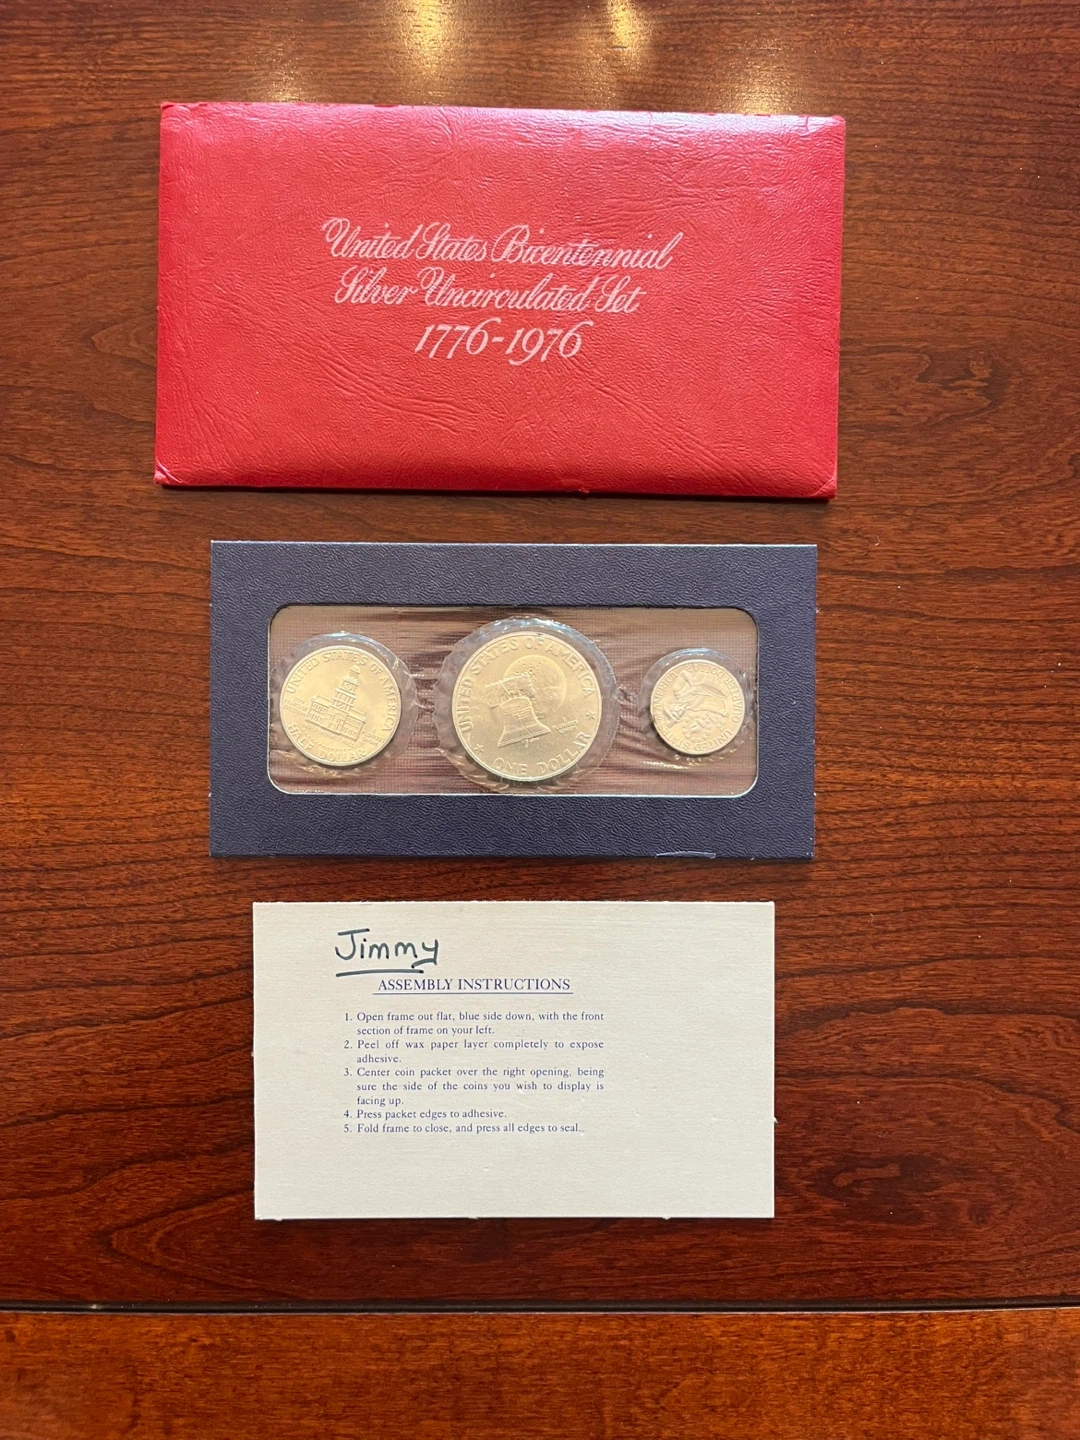 United States Bicentennial
Silver Uncirculated Set
1776-1976
UNITED STATES OF AMERICA
HALF DOLLAR
UNITED STATES OF AMERICA
ONE DOLLAR
Jimmy
ASSEMBLY INSTRUCTIONS
1. Open frame out flat, blue side down, with the front
section of frame on your left.
2. Peel off wax paper layer completely to expose
adhesive.
3. Center coin packet over the right opening, being
sure the side of the coins you wish to display is
facing up.
4. Press packet edges to adhesive.
5. Fold frame to close, and press all edges to seal.